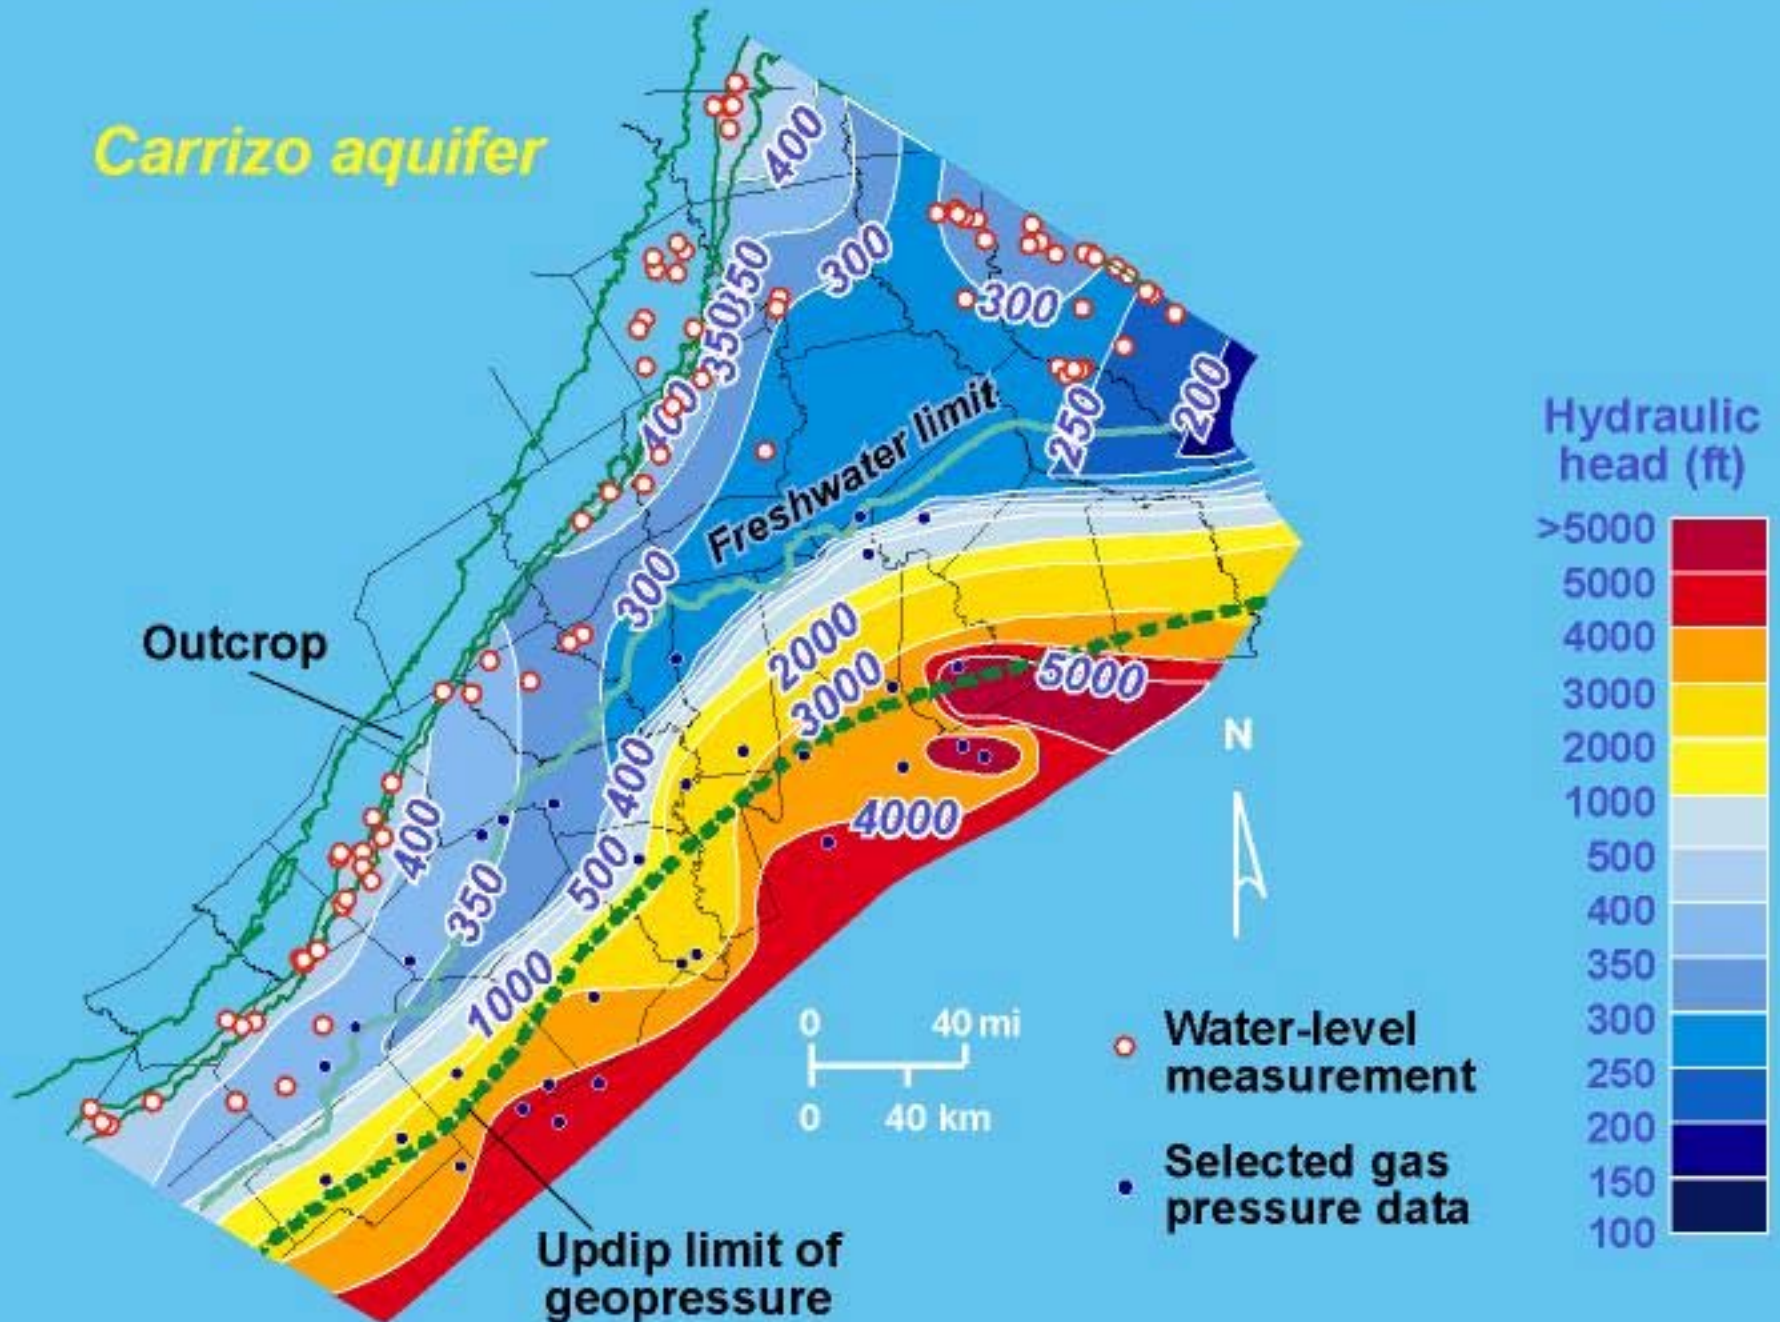 Carrizo aquifer
400
300
350
350
300
400
Freshwater limit
250
200
300
Outcrop
2000
3000
5000
400
400
4000
500
350
1000
N
Hydraulic
head (ft)
>5000
5000
4000
3000
2000
1000
500
400
350
300
250
200
150
100
0 40 mi
0 40 km
Water-level
measurement
Selected gas
pressure data
Updip limit of
geopressure